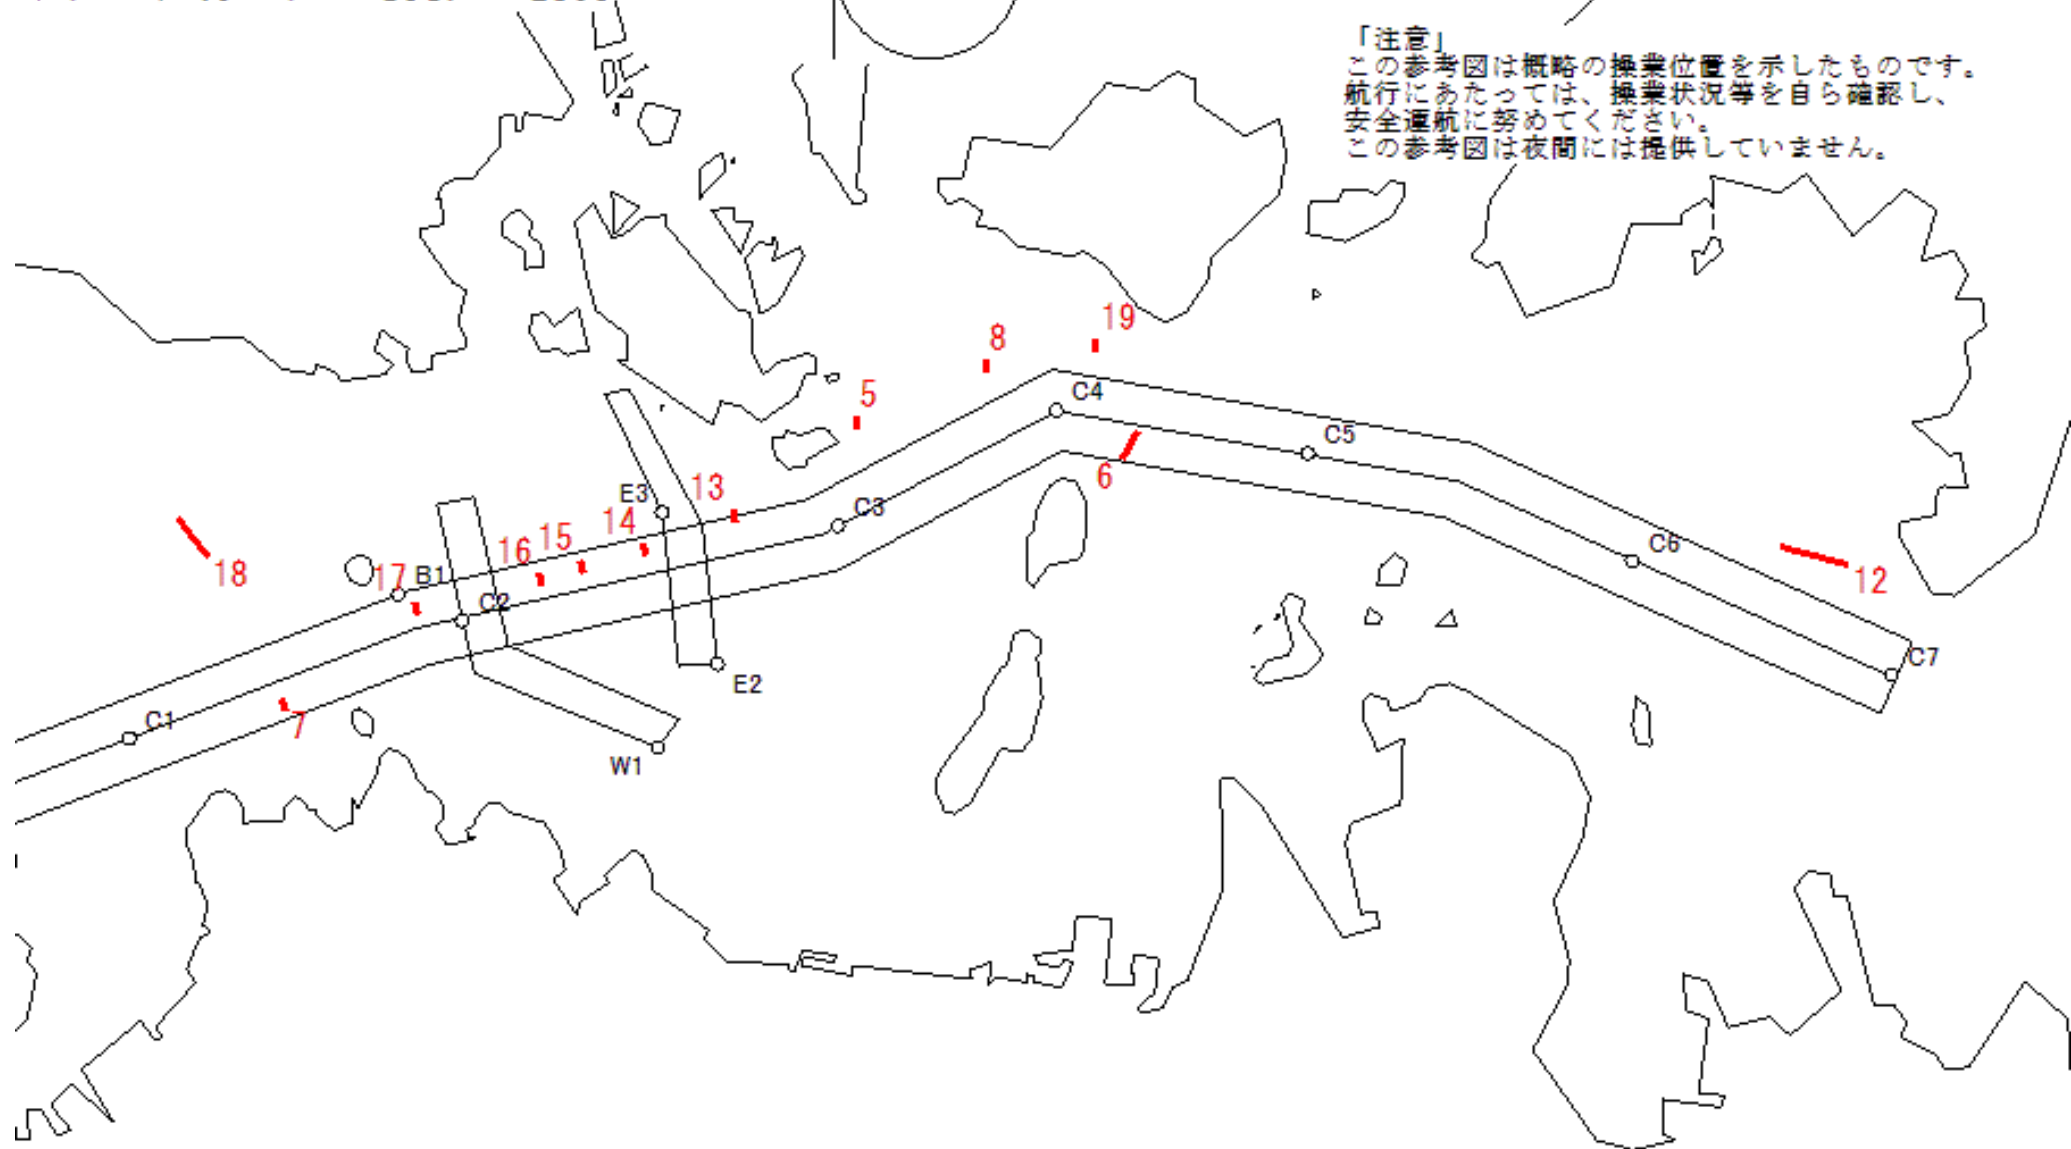 「注意」
この参考図は概略の操業位置を示したものです。
航行にあたっては、操業状況等を自ら確認し、
安全運航に努めてください。
この参考図は夜間には提供していません。
19
8
5
C4
C5
6
13
E3
C3
14
15
16
C6
18
17
B1
C2
12
C7
E2
7
C1
W1